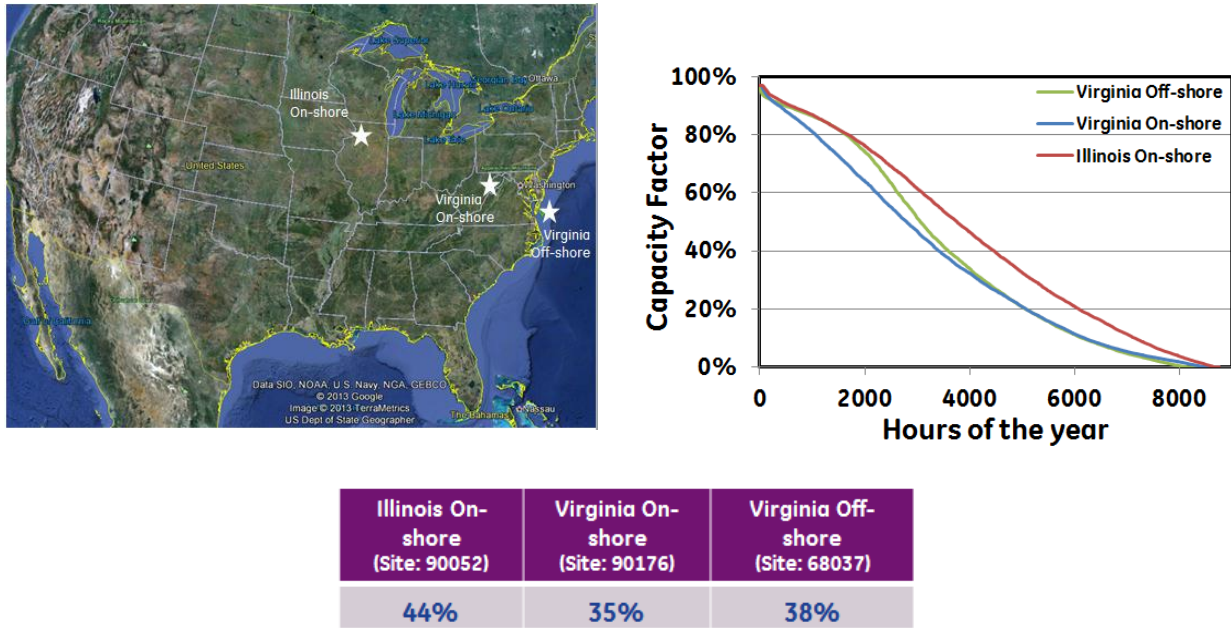 Lake Superior
Ottawa
Lake Huron
Lake Michigan
Lake Ontario
Illinois
On-shore
United States
Washington
Virginia
On-shore
Virginia
Off-shore
Gulf of California
Data SIO, NOAA, U.S. Navy, NGA, GEBCO
© 2013 Google
Image © 2013 TerraMetrics
US Dept of State Geographer
The Bahamas
Nassau
100%
80%
60%
40%
20%
0%
Capacity Factor
Virginia Off-shore
Virginia On-shore
Illinois On-shore
0 2000 4000 6000 8000
Hours of the year
Illinois On-
shore
(Site: 90052)
Virginia On-
shore
(Site: 90176)
Virginia Off-
shore
(Site: 68037)
44% 35% 38%